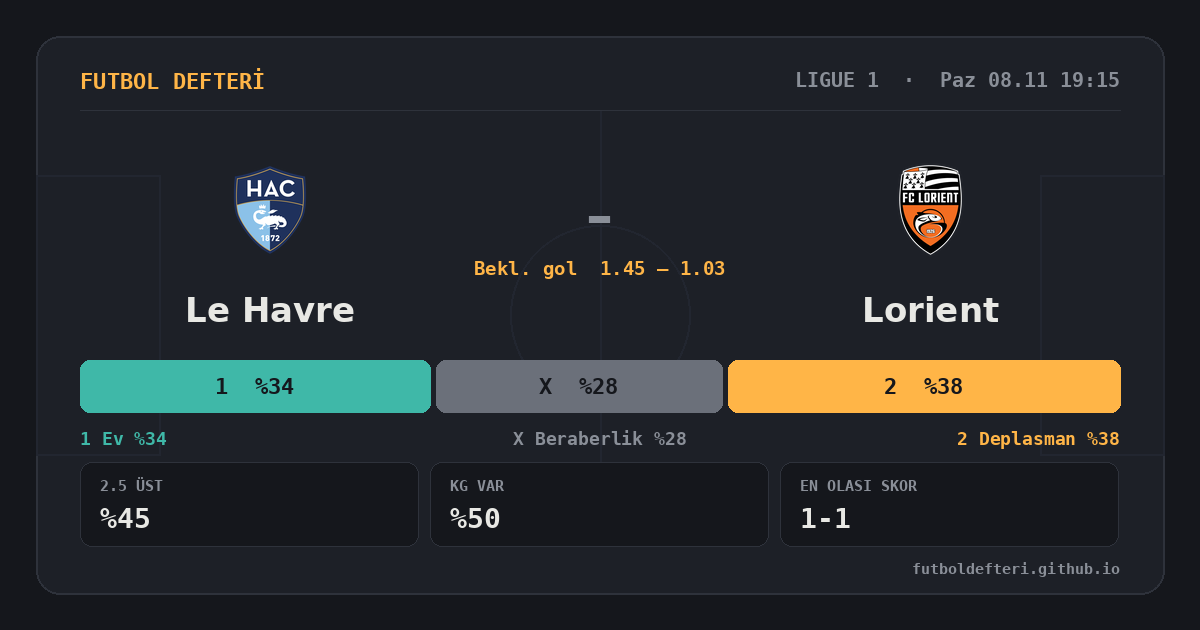 FUTBOL DEFTERİ
LIGUE 1 · Paz 08.11 19:15
HAC
1872
FC LORIENT
–
Bekl. gol 1.45 – 1.03
Le Havre
Lorient
1 %34
X %28
2 %38
1 Ev %34
X Beraberlik %28
2 Deplasman %38
2.5 ÜST
KG VAR
EN OLASI SKOR
%45
%50
1-1
futboldefteri.github.io